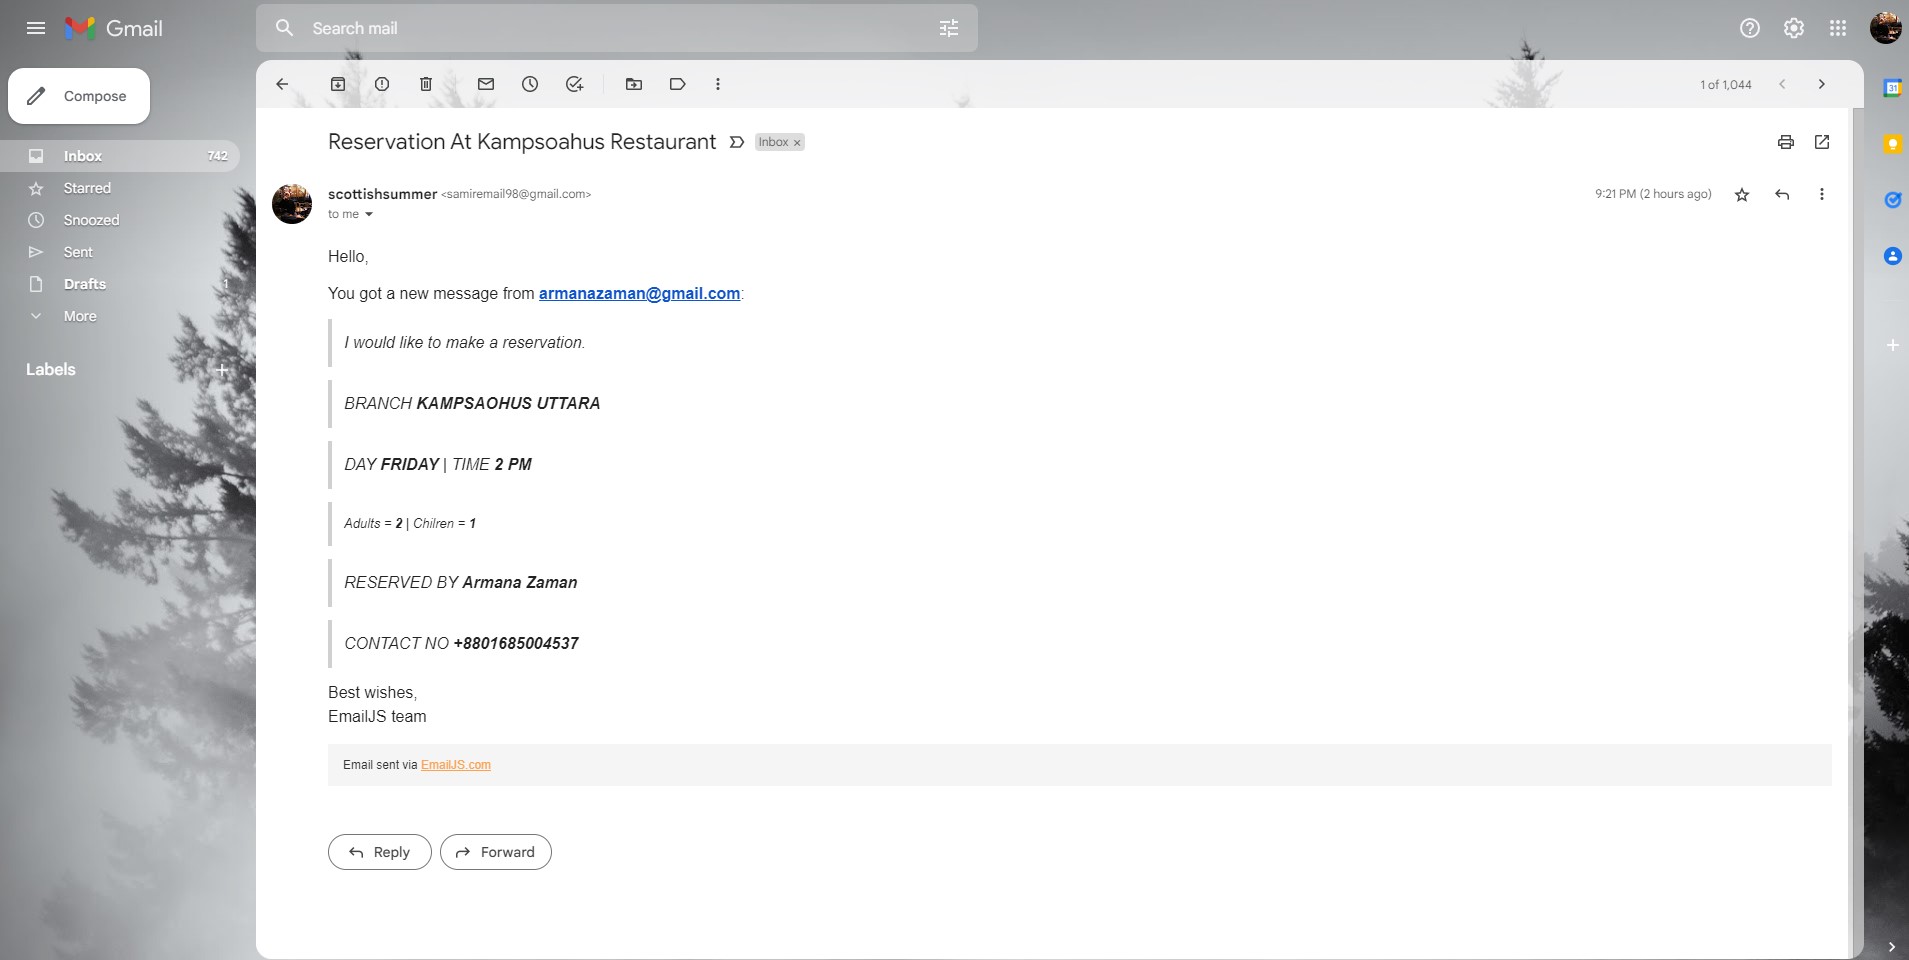 Gmail
Search mail
Compose
1 of 1,044
Inbox 742
Starred
Snoozed
Sent
Drafts 1
More
Labels
Reservation At Kampsoahus Restaurant Inbox ×
scottishsummer <samiremail98@gmail.com>
9:21 PM (2 hours ago)
to me
Hello,
You got a new message from armanazaman@gmail.com:
I would like to make a reservation.
BRANCH KAMPSAOHUS UTTARA
DAY FRIDAY | TIME 2 PM
Adults = 2 | Chilren = 1
RESERVED BY Armana Zaman
CONTACT NO +8801685004537
Best wishes,
EmailJS team
Email sent via EmailJS.com
Reply
Forward
31